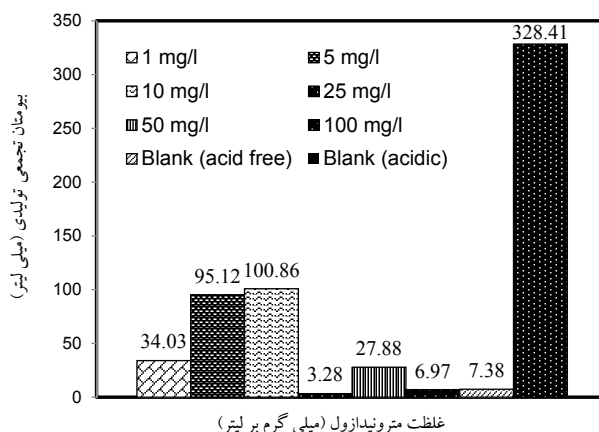 350
300
250
200
150
100
50
0
بیومتان تجمعی تولیدی (میلی لیتر)
1 mg/l
5 mg/l
10 mg/l
25 mg/l
50 mg/l
100 mg/l
Blank (acid free)
Blank (acidic)
34.03
95.12
100.86
3.28
27.88
6.97
7.38
328.41
غلظت مترونیدازول (میلی گرم بر لیتر)